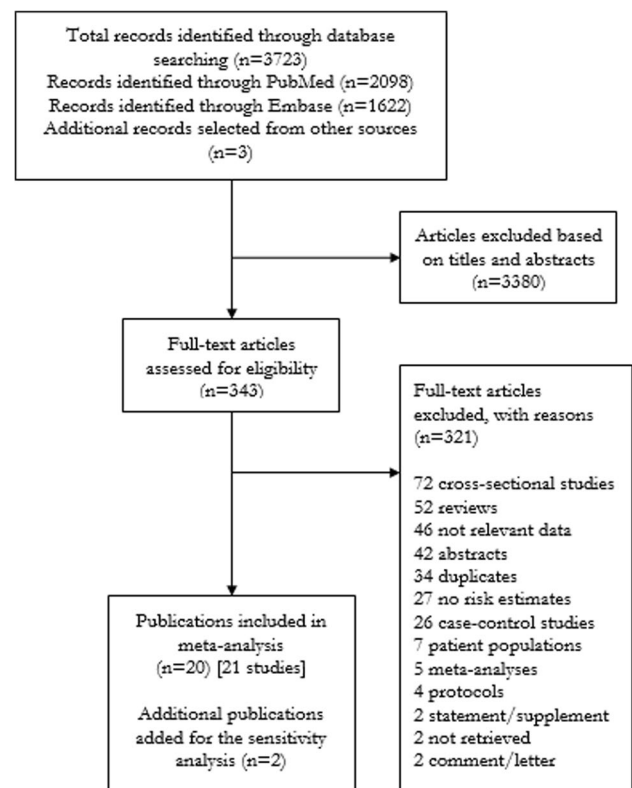 Total records identified through database
searching (n=3723)
Records identified through PubMed (n=2098)
Records identified through Embase (n=1622)
Additional records selected from other sources
(n=3)
Articles excluded based
on titles and abstracts
(n=3380)
Full-text articles
assessed for eligibility
(n=343)
Full-text articles
excluded, with reasons
(n=321)
72 cross-sectional studies
52 reviews
46 not relevant data
42 abstracts
34 duplicates
27 no risk estimates
26 case-control studies
7 patient populations
5 meta-analyses
4 protocols
2 statement/supplement
2 not retrieved
2 comment/letter
Publications included in
meta-analysis
(n=20) [21 studies]
Additional publications
added for the sensitivity
analysis (n=2)